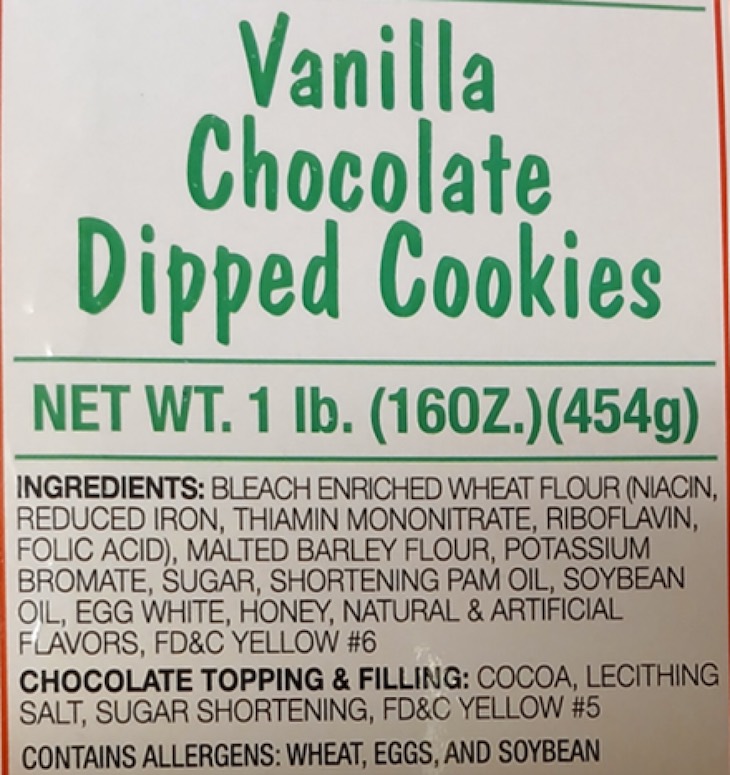 Vanilla
Chocolate
Dipped Cookies
NET WT. 1 lb. (16OZ.)(454g)
INGREDIENTS: BLEACH ENRICHED WHEAT FLOUR (NIACIN,
REDUCED IRON, THIAMIN MONONITRATE, RIBOFLAVIN,
FOLIC ACID), MALTED BARLEY FLOUR, POTASSIUM
BROMATE, SUGAR, SHORTENING PAM OIL, SOYBEAN
OIL, EGG WHITE, HONEY, NATURAL & ARTIFICIAL
FLAVORS, FD&C YELLOW #6
CHOCOLATE TOPPING & FILLING: COCOA, LECITHING
SALT, SUGAR SHORTENING, FD&C YELLOW #5
CONTAINS ALLERGENS: WHEAT, EGGS, AND SOYBEAN